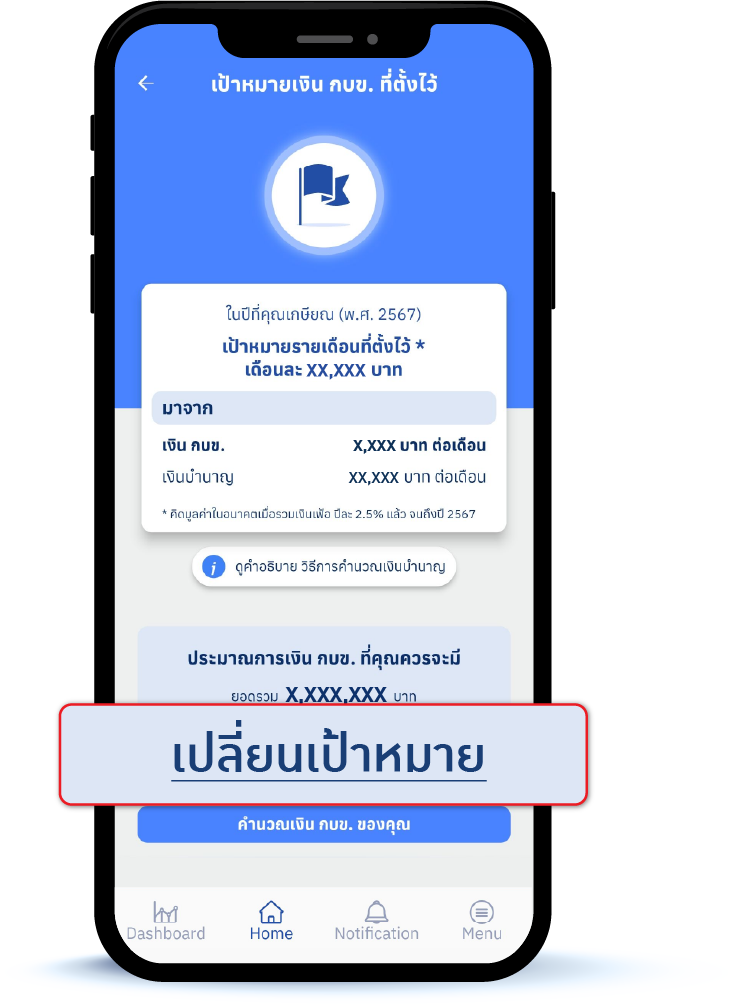 เป้าหมายเงิน กบข. ที่ตั้งไว้
ในปีที่คุณเกษียณ (พ.ศ. 2567)
เป้าหมายรายเดือนที่ตั้งไว้ *
เดือนละ XX,XXX บาท
มาจาก
เงิน กบข. X,XXX บาท ต่อเดือน
เงินบำนาญ XX,XXX บาท ต่อเดือน
* คิดมูลค่าในอนาคตเมื่อรวมเงินเฟ้อ ปีละ 2.5% แล้ว จนถึงปี 2567
i ดูคำอธิบาย วิธีการคำนวณเงินบำนาญ
ประมาณการเงิน กบข. ที่คุณควรจะมี
ยอดรวม X,XXX,XXX บาท
เปลี่ยนเป้าหมาย
คำนวณเงิน กบข. ของคุณ
Dashboard Home Notification Menu